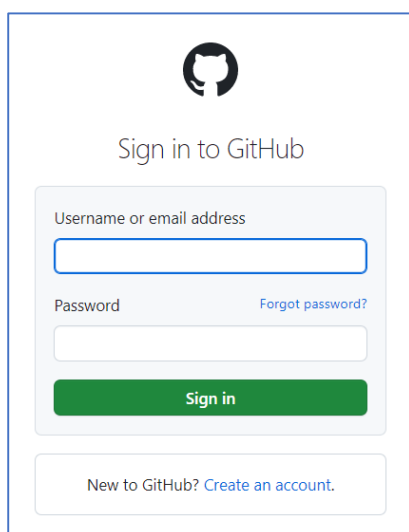 Sign in to GitHub
Username or email address
Password Forgot password?
Sign in
New to GitHub? Create an account.